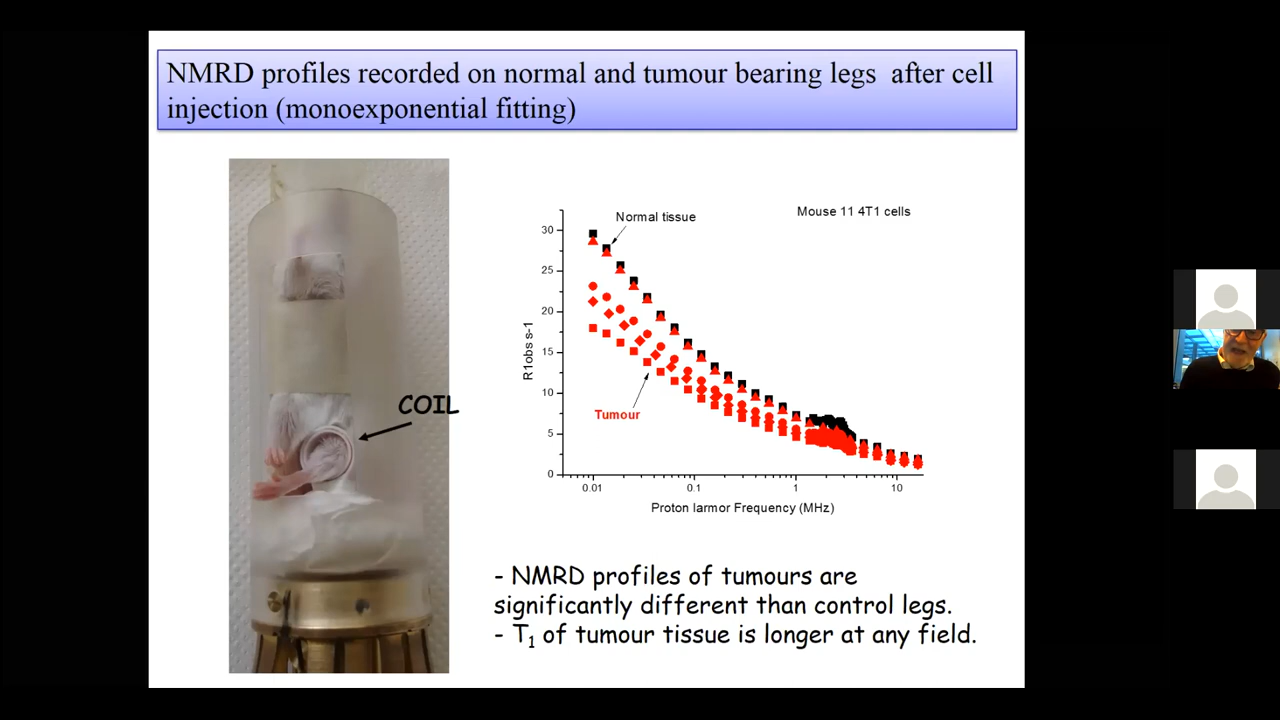 NMRD profiles recorded on normal and tumour bearing legs after cell
injection (monoexponential fitting)
COIL
Mouse 11 4T1 cells
Normal tissue
Tumour
R1obs s-1
30
25
20
15
10
5
0
0.01 0.1 1 10
Proton larmor Frequency (MHz)
- NMRD profiles of tumours are
significantly different than control legs.
- T1 of tumour tissue is longer at any field.